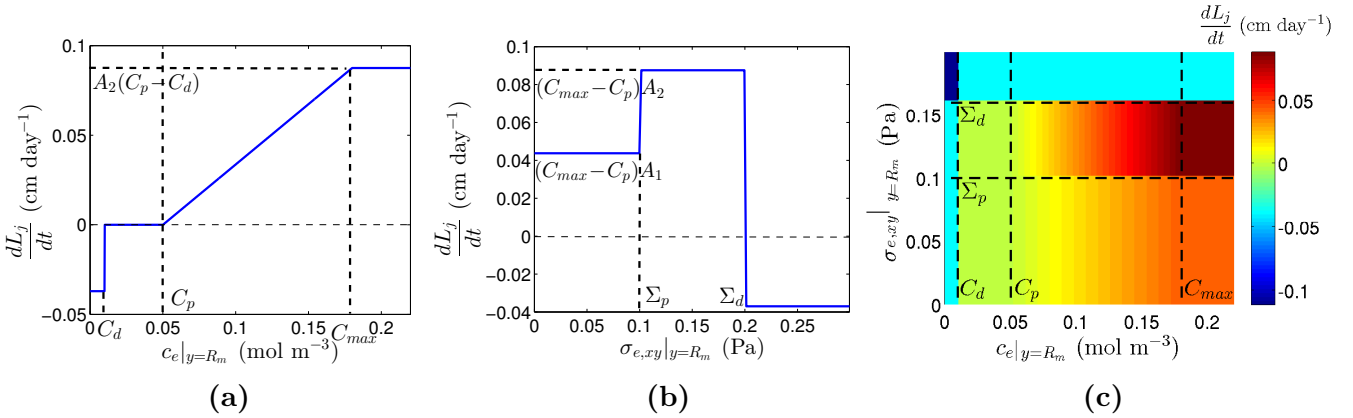 0.1
0.05
0
−0.05
dL_j/dt (cm day⁻¹)
A₂(C_p−C_d)
C_p
C_d
C_max
0 0.05 0.1 0.15 0.2
c_e|_{y=R_m} (mol m⁻³)
(a)
0.1
0.08
0.06
0.04
0.02
0
−0.02
−0.04
dL_j/dt (cm day⁻¹)
(C_max−C_p)A₂
(C_max−C_p)A₁
Σ_p
Σ_d
0 0.05 0.1 0.15 0.20 0.25
σ_{e,xy}|_{y=R_m} (Pa)
(b)
dL_j/dt (cm day⁻¹)
0.15
0.1
0.05
0
σ_{e,xy}|_{y=R_m} (Pa)
Σ_d
Σ_p
C_d C_p C_max
0 0.05 0.1 0.15 0.2
c_e|_{y=R_m} (mol m⁻³)
0.05
0
-0.05
-0.1
(c)